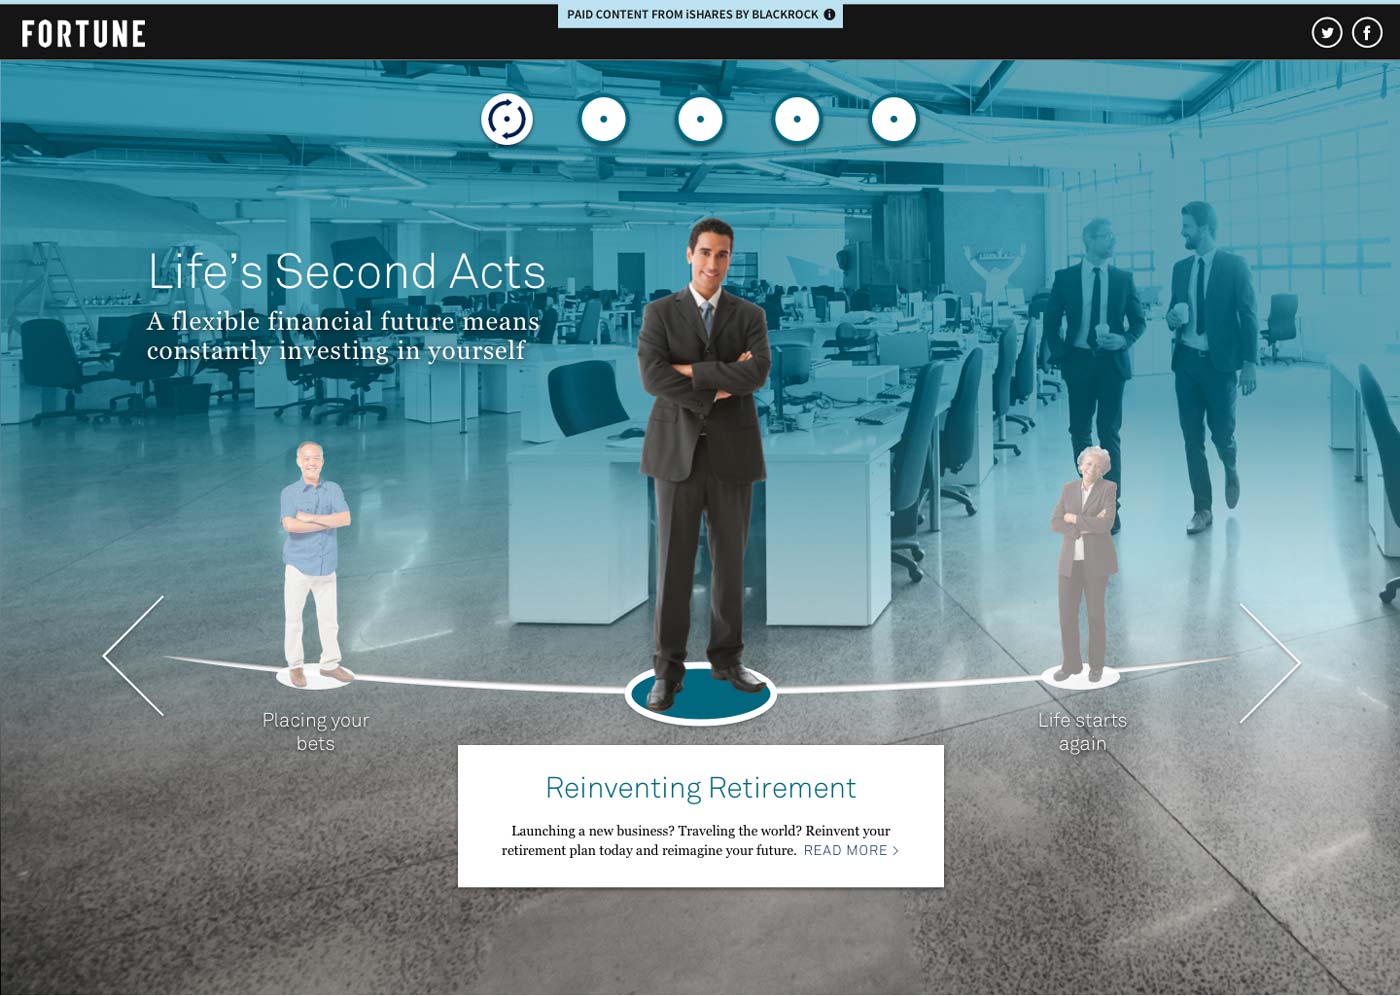 PAID CONTENT FROM iSHARES BY BLACKROCK
FORTUNE
Life's Second Acts
A flexible financial future means
constantly investing in yourself
Placing your
bets
Life starts
again
Reinventing Retirement
Launching a new business? Traveling the world? Reinvent your
retirement plan today and reimagine your future. READ MORE >